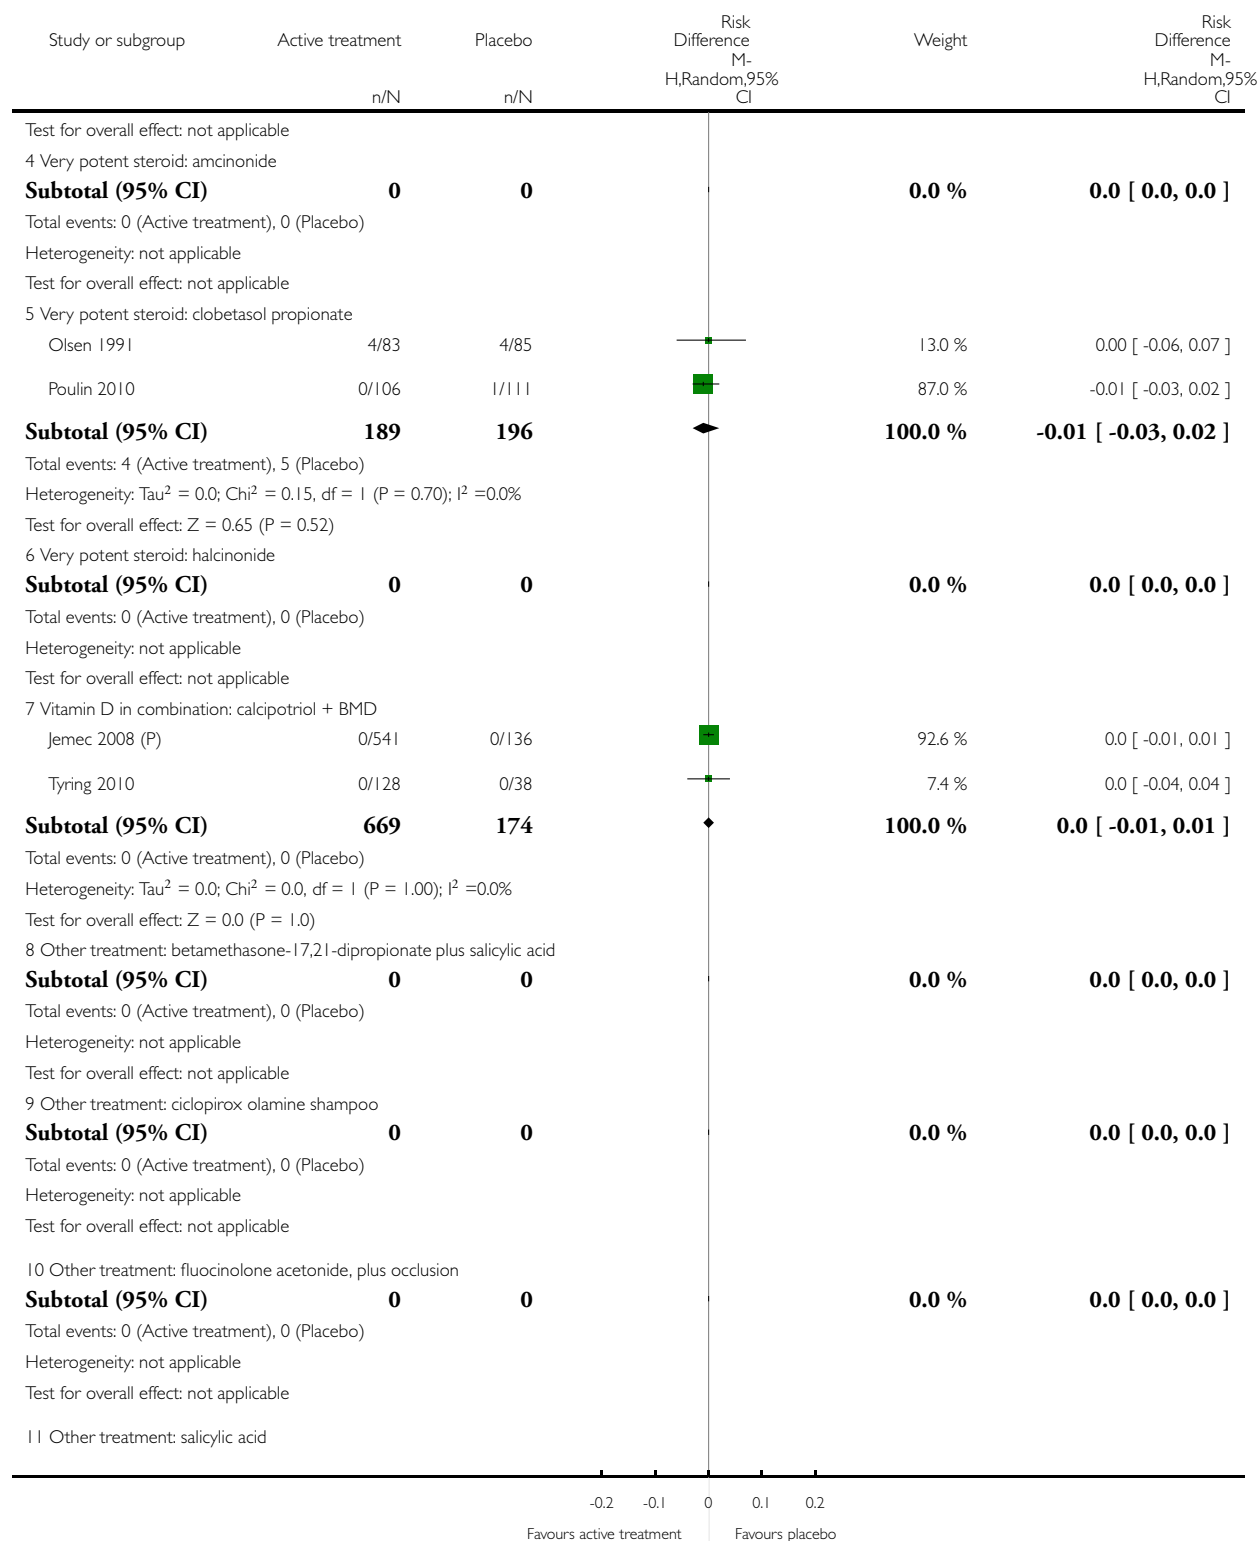 Study or subgroup Active treatment Placebo Risk Difference M-H,Random,95% CI Weight Risk Difference M-H,Random,95% CI
n/N n/N
Test for overall effect: not applicable
4 Very potent steroid: amcinonide
Subtotal (95% CI) 0 0 0.0 % 0.0 [ 0.0, 0.0 ]
Total events: 0 (Active treatment), 0 (Placebo)
Heterogeneity: not applicable
Test for overall effect: not applicable
5 Very potent steroid: clobetasol propionate
Olsen 1991 4/83 4/85 13.0 % 0.00 [ -0.06, 0.07 ]
Poulin 2010 0/106 1/111 87.0 % -0.01 [ -0.03, 0.02 ]
Subtotal (95% CI) 189 196 100.0 % -0.01 [ -0.03, 0.02 ]
Total events: 4 (Active treatment), 5 (Placebo)
Heterogeneity: Tau² = 0.0; Chi² = 0.15, df = 1 (P = 0.70); I² =0.0%
Test for overall effect: Z = 0.65 (P = 0.52)
6 Very potent steroid: halcinonide
Subtotal (95% CI) 0 0 0.0 % 0.0 [ 0.0, 0.0 ]
Total events: 0 (Active treatment), 0 (Placebo)
Heterogeneity: not applicable
Test for overall effect: not applicable
7 Vitamin D in combination: calcipotriol + BMD
Jemec 2008 (P) 0/541 0/136 92.6 % 0.0 [ -0.01, 0.01 ]
Tyring 2010 0/128 0/38 7.4 % 0.0 [ -0.04, 0.04 ]
Subtotal (95% CI) 669 174 100.0 % 0.0 [ -0.01, 0.01 ]
Total events: 0 (Active treatment), 0 (Placebo)
Heterogeneity: Tau² = 0.0; Chi² = 0.0, df = 1 (P = 1.00); I² =0.0%
Test for overall effect: Z = 0.0 (P = 1.0)
8 Other treatment: betamethasone-17,21-dipropionate plus salicylic acid
Subtotal (95% CI) 0 0 0.0 % 0.0 [ 0.0, 0.0 ]
Total events: 0 (Active treatment), 0 (Placebo)
Heterogeneity: not applicable
Test for overall effect: not applicable
9 Other treatment: ciclopirox olamine shampoo
Subtotal (95% CI) 0 0 0.0 % 0.0 [ 0.0, 0.0 ]
Total events: 0 (Active treatment), 0 (Placebo)
Heterogeneity: not applicable
Test for overall effect: not applicable
10 Other treatment: fluocinolone acetonide, plus occlusion
Subtotal (95% CI) 0 0 0.0 % 0.0 [ 0.0, 0.0 ]
Total events: 0 (Active treatment), 0 (Placebo)
Heterogeneity: not applicable
Test for overall effect: not applicable
11 Other treatment: salicylic acid
-0.2 -0.1 0 0.1 0.2
Favours active treatment Favours placebo